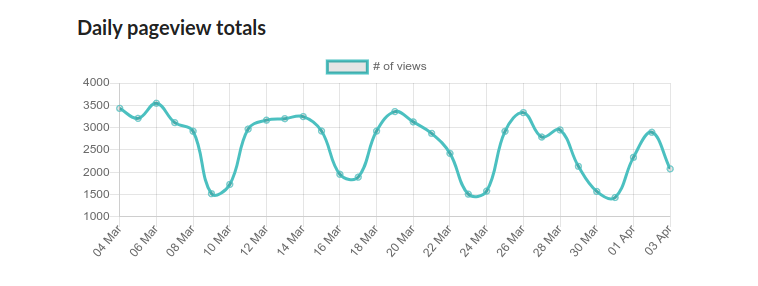 Daily pageview totals
# of views
4000
3500
3000
2500
2000
1500
1000
04 Mar
06 Mar
08 Mar
10 Mar
12 Mar
14 Mar
16 Mar
18 Mar
20 Mar
22 Mar
24 Mar
26 Mar
28 Mar
30 Mar
01 Apr
03 Apr